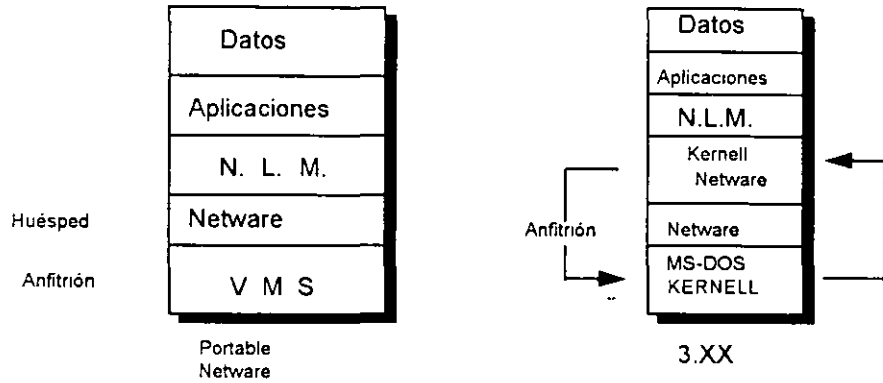 Datos
Aplicaciones
N. L. M.
Huésped
Netware
Anfitrión
V M S
Portable
Netware
Datos
Aplicaciones
N.L.M.
Kernell
Netware
Anfitrión
Netware
MS-DOS
KERNELL
3.XX